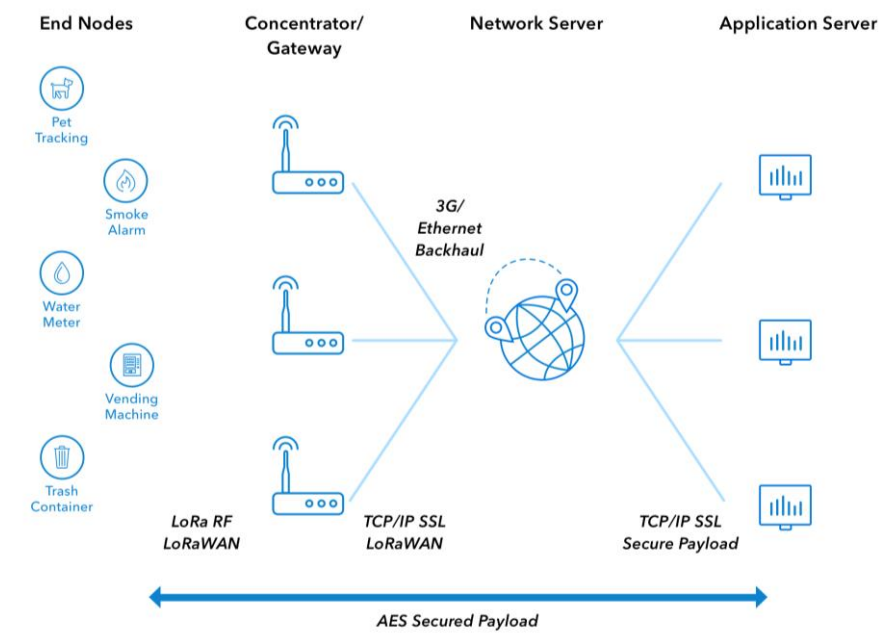 End Nodes
Concentrator/
Gateway
Network Server
Application Server
Pet
Tracking
Smoke
Alarm
Water
Meter
Vending
Machine
Trash
Container
3G/
Ethernet
Backhaul
LoRa RF
LoRaWAN
TCP/IP SSL
LoRaWAN
TCP/IP SSL
Secure Payload
AES Secured Payload